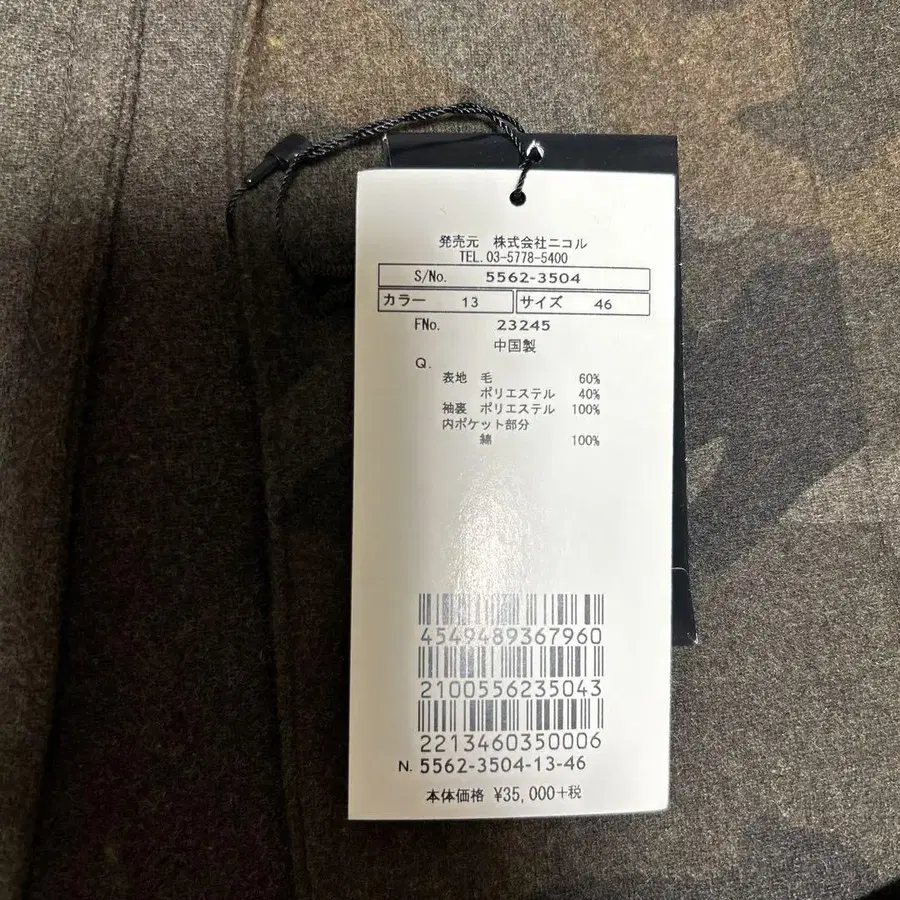 発売元 株式会社ニコル
TEL.03-5778-5400
S/No. 5562-3504
カラー 13 サイズ 46
FNo. 23245
中国製
Q.
表地 毛 60%
ポリエステル 40%
袖裏 ポリエステル 100%
内ポケット部分
綿 100%
4549489367960
2100556235043
2213460350006
N. 5562-3504-13-46
本体価格 ¥35,000+税